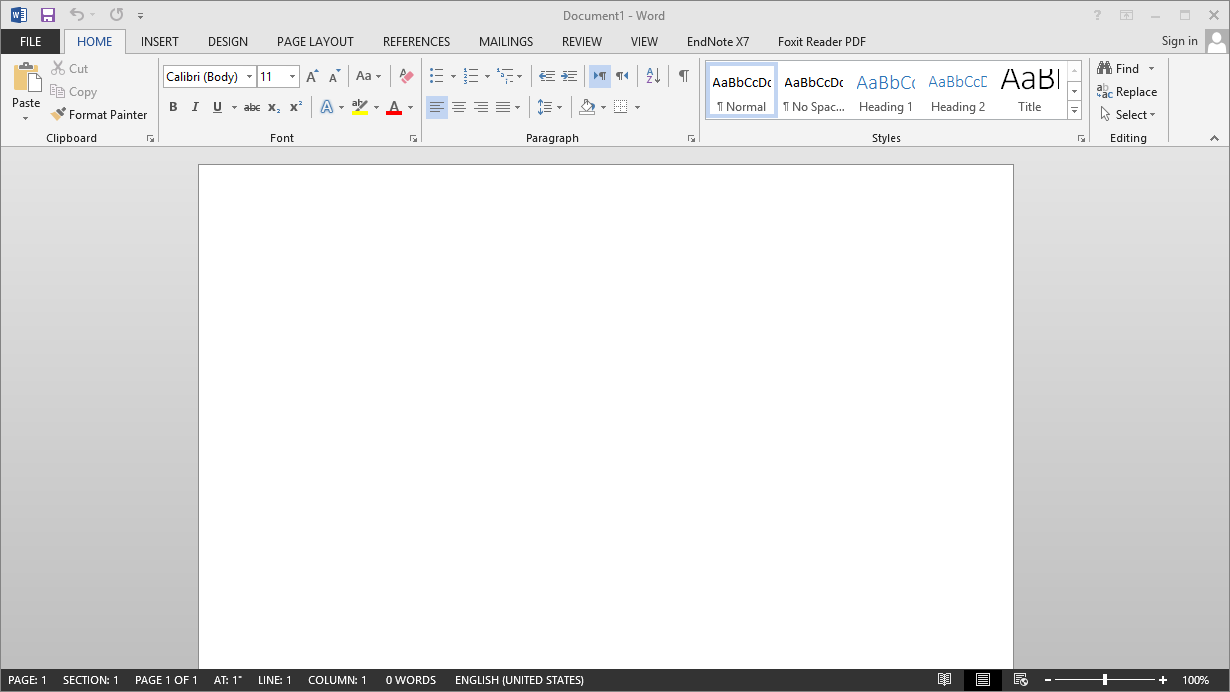 Document1 - Word
FILE HOME INSERT DESIGN PAGE LAYOUT REFERENCES MAILINGS REVIEW VIEW EndNote X7 Foxit Reader PDF Sign in
Paste
Cut
Copy
Format Painter
Clipboard
Calibri (Body) 11 A A Aa
B I U abc x₂ x² A ab A
Font
A Z
Paragraph
AaBbCcDc AaBbCcDc AaBbCc AaBbCcD AaB
¶ Normal ¶ No Spac... Heading 1 Heading 2 Title
Styles
Find
Replace
Select
Editing
PAGE: 1 SECTION: 1 PAGE 1 OF 1 AT: 1" LINE: 1 COLUMN: 1 0 WORDS ENGLISH (UNITED STATES) 100%